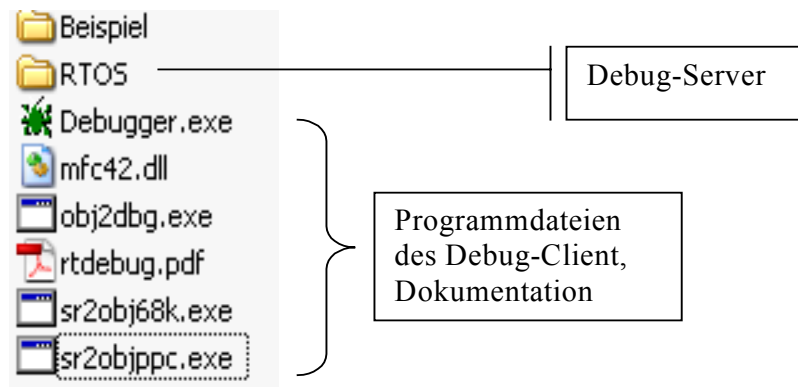 Beispiel
RTOS
Debugger.exe
mfc42.dll
obj2dbg.exe
rtdebug.pdf
sr2obj68k.exe
sr2objppc.exe
Debug-Server
Programmdateien
des Debug-Client,
Dokumentation